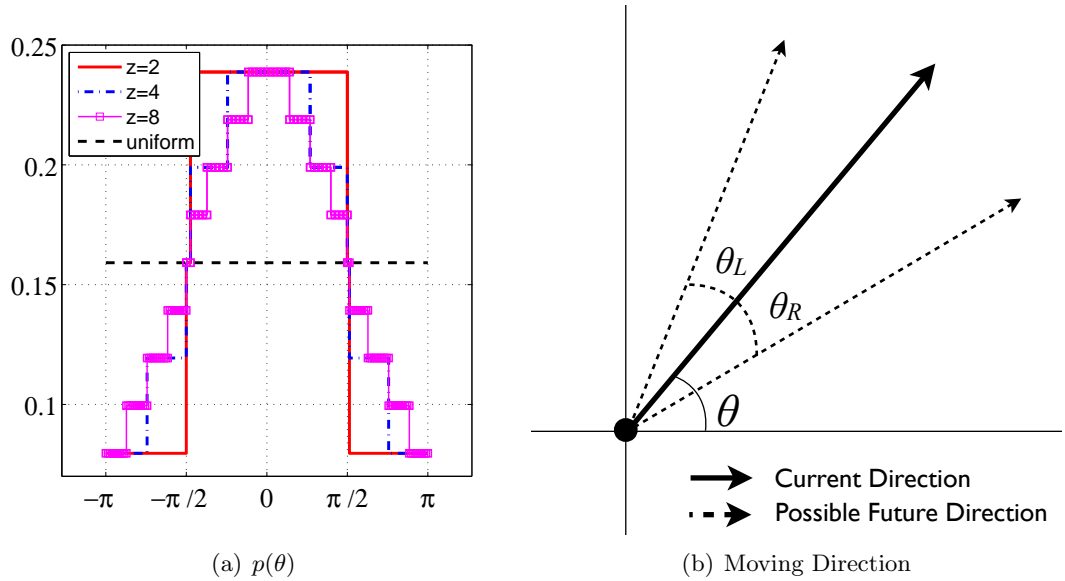 0.25
0.2
0.15
0.1
z=2
z=4
z=8
uniform
−π
−π /2
0
π /2
π
(a) p(θ)
θL
θR
θ
Current Direction
Possible Future Direction
(b) Moving Direction